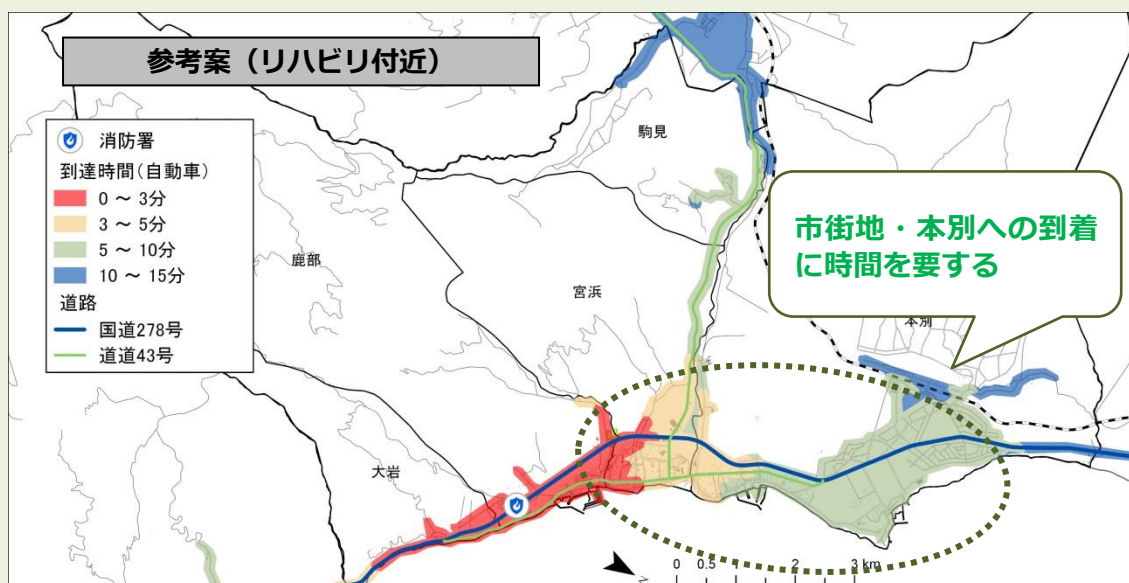 参考案（リハビリ付近）
消防署
到達時間(自動車)
0 ～ 3分
3 ～ 5分
5 ～ 10分
10 ～ 15分
道路
国道278号
道道43号
駒見
鹿部
宮浜
大岩
本別
市街地・本別への到着
に時間を要する
0 0.5 1 2 3 km